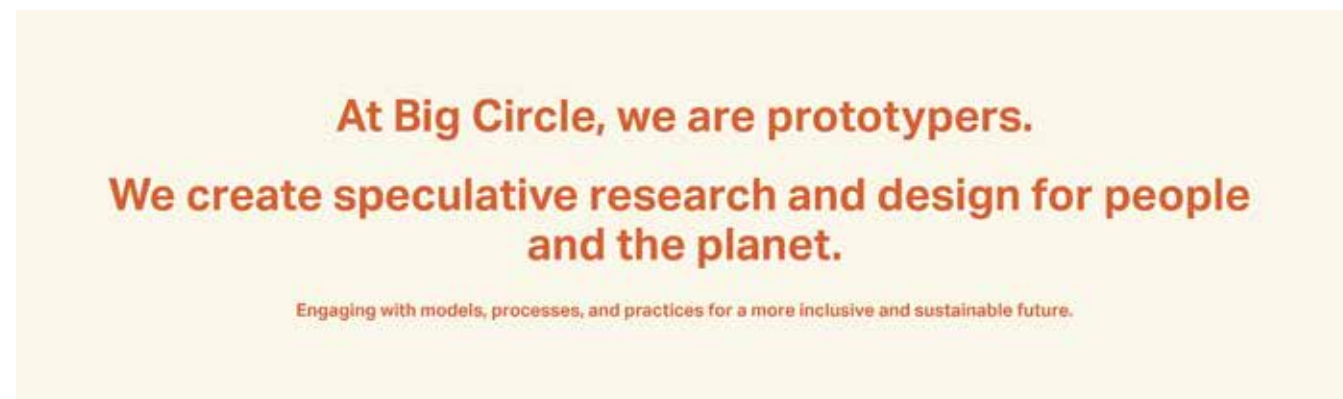 At Big Circle, we are prototypers.
We create speculative research and design for people
and the planet.
Engaging with models, processes, and practices for a more inclusive and sustainable future.